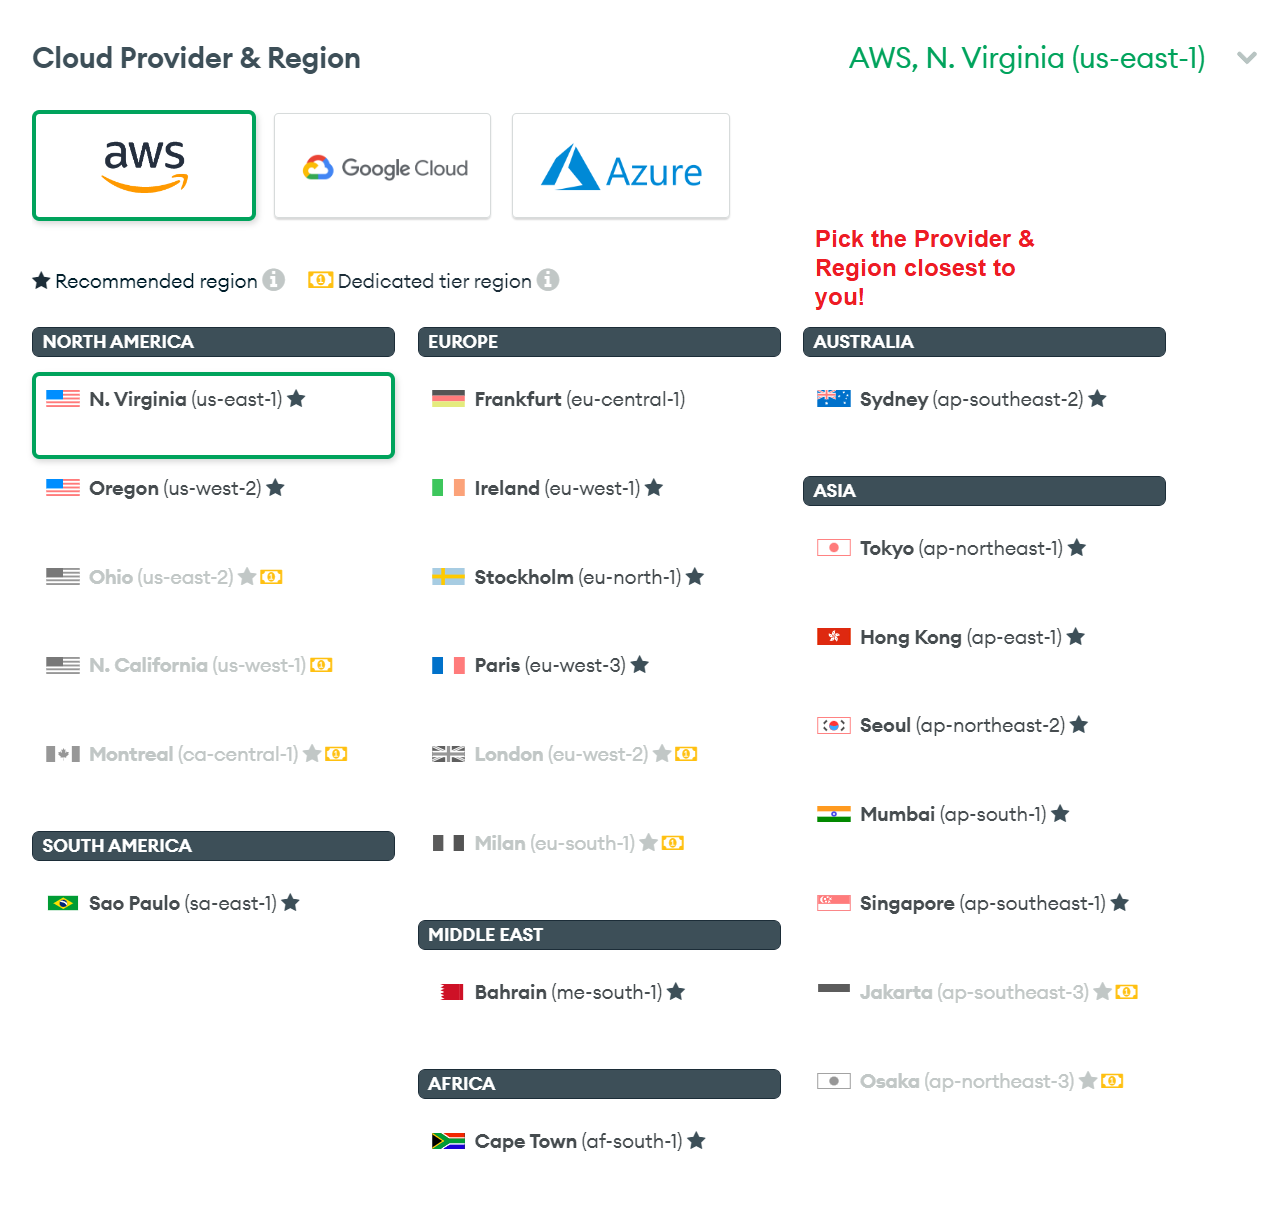 Cloud Provider & Region
AWS, N. Virginia (us-east-1)
aws
Google Cloud
Azure
Pick the Provider &
Region closest to
you!
Recommended region
Dedicated tier region
NORTH AMERICA
N. Virginia (us-east-1)
Oregon (us-west-2)
Ohio (us-east-2)
N. California (us-west-1)
Montreal (ca-central-1)
SOUTH AMERICA
Sao Paulo (sa-east-1)
EUROPE
Frankfurt (eu-central-1)
Ireland (eu-west-1)
Stockholm (eu-north-1)
Paris (eu-west-3)
London (eu-west-2)
Milan (eu-south-1)
MIDDLE EAST
Bahrain (me-south-1)
AFRICA
Cape Town (af-south-1)
AUSTRALIA
Sydney (ap-southeast-2)
ASIA
Tokyo (ap-northeast-1)
Hong Kong (ap-east-1)
Seoul (ap-northeast-2)
Mumbai (ap-south-1)
Singapore (ap-southeast-1)
Jakarta (ap-southeast-3)
Osaka (ap-northeast-3)